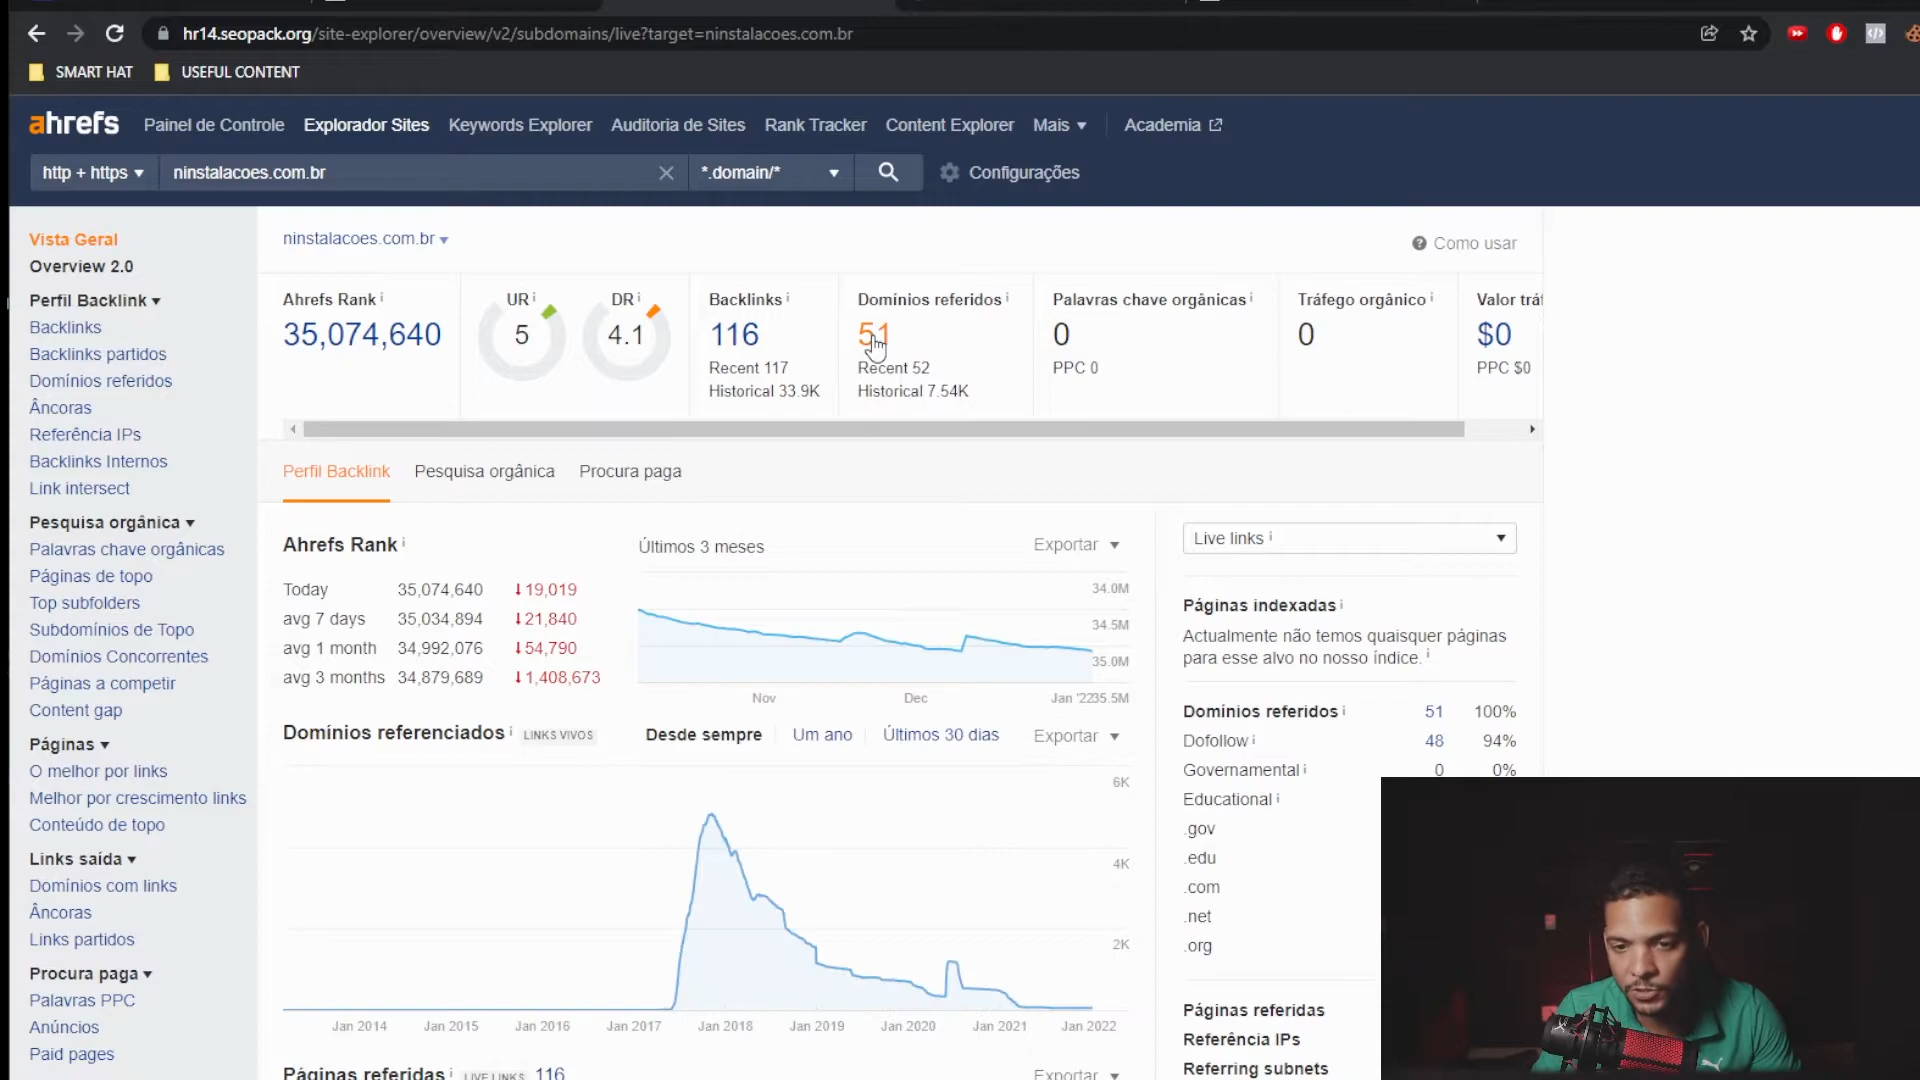 hr14.seopack.org/site-explorer/overview/v2/subdomains/live?target=ninstalacoes.com.br
SMART HAT
USEFUL CONTENT
ahrefs
Painel de Controle
Explorador Sites
Keywords Explorer
Auditoria de Sites
Rank Tracker
Content Explorer
Mais
Academia
http + https
ninstalacoes.com.br
*.domain/*
Configurações
Vista Geral
Overview 2.0
Perfil Backlink
Backlinks
Backlinks partidos
Domínios referidos
Âncoras
Referência IPs
Backlinks Internos
Link intersect
Pesquisa orgânica
Palavras chave orgânicas
Páginas de topo
Top subfolders
Subdomínios de Topo
Domínios Concorrentes
Páginas a competir
Content gap
Páginas
O melhor por links
Melhor por crescimento links
Conteúdo de topo
Links saída
Domínios com links
Âncoras
Links partidos
Procura paga
Palavras PPC
Anúncios
Paid pages
ninstalacoes.com.br
Como usar
Ahrefs Rank i
35,074,640
UR i
5
DR i
4.1
Backlinks i
116
Recent 117
Historical 33.9K
Domínios referidos i
51
Recent 52
Historical 7.54K
Palavras chave orgânicas i
0
PPC 0
Tráfego orgânico i
0
Valor trá
$0
PPC $0
Perfil Backlink
Pesquisa orgânica
Procura paga
Ahrefs Rank i
Últimos 3 meses
Exportar
Today 35,074,640 ↓19,019
avg 7 days 35,034,894 ↓21,840
avg 1 month 34,992,076 ↓54,790
avg 3 months 34,879,689 ↓1,408,673
34.0M
34.5M
35.0M
35.5M
Nov
Dec
Jan '22
Domínios referenciados i LINKS VIVOS
Desde sempre
Um ano
Últimos 30 dias
Exportar
6K
4K
2K
Jan 2014
Jan 2015
Jan 2016
Jan 2017
Jan 2018
Jan 2019
Jan 2020
Jan 2021
Jan 2022
Páginas referidas i LIVE LINKS 116
Exportar
Live links i
Páginas indexadas i
Actualmente não temos quaisquer páginas
para esse alvo no nosso índice. i
Domínios referidos i 51 100%
Dofollow i 48 94%
Governamental i 0 0%
Educational i
.gov
.edu
.com
.net
.org
Páginas referidas
Referência IPs
Referring subnets